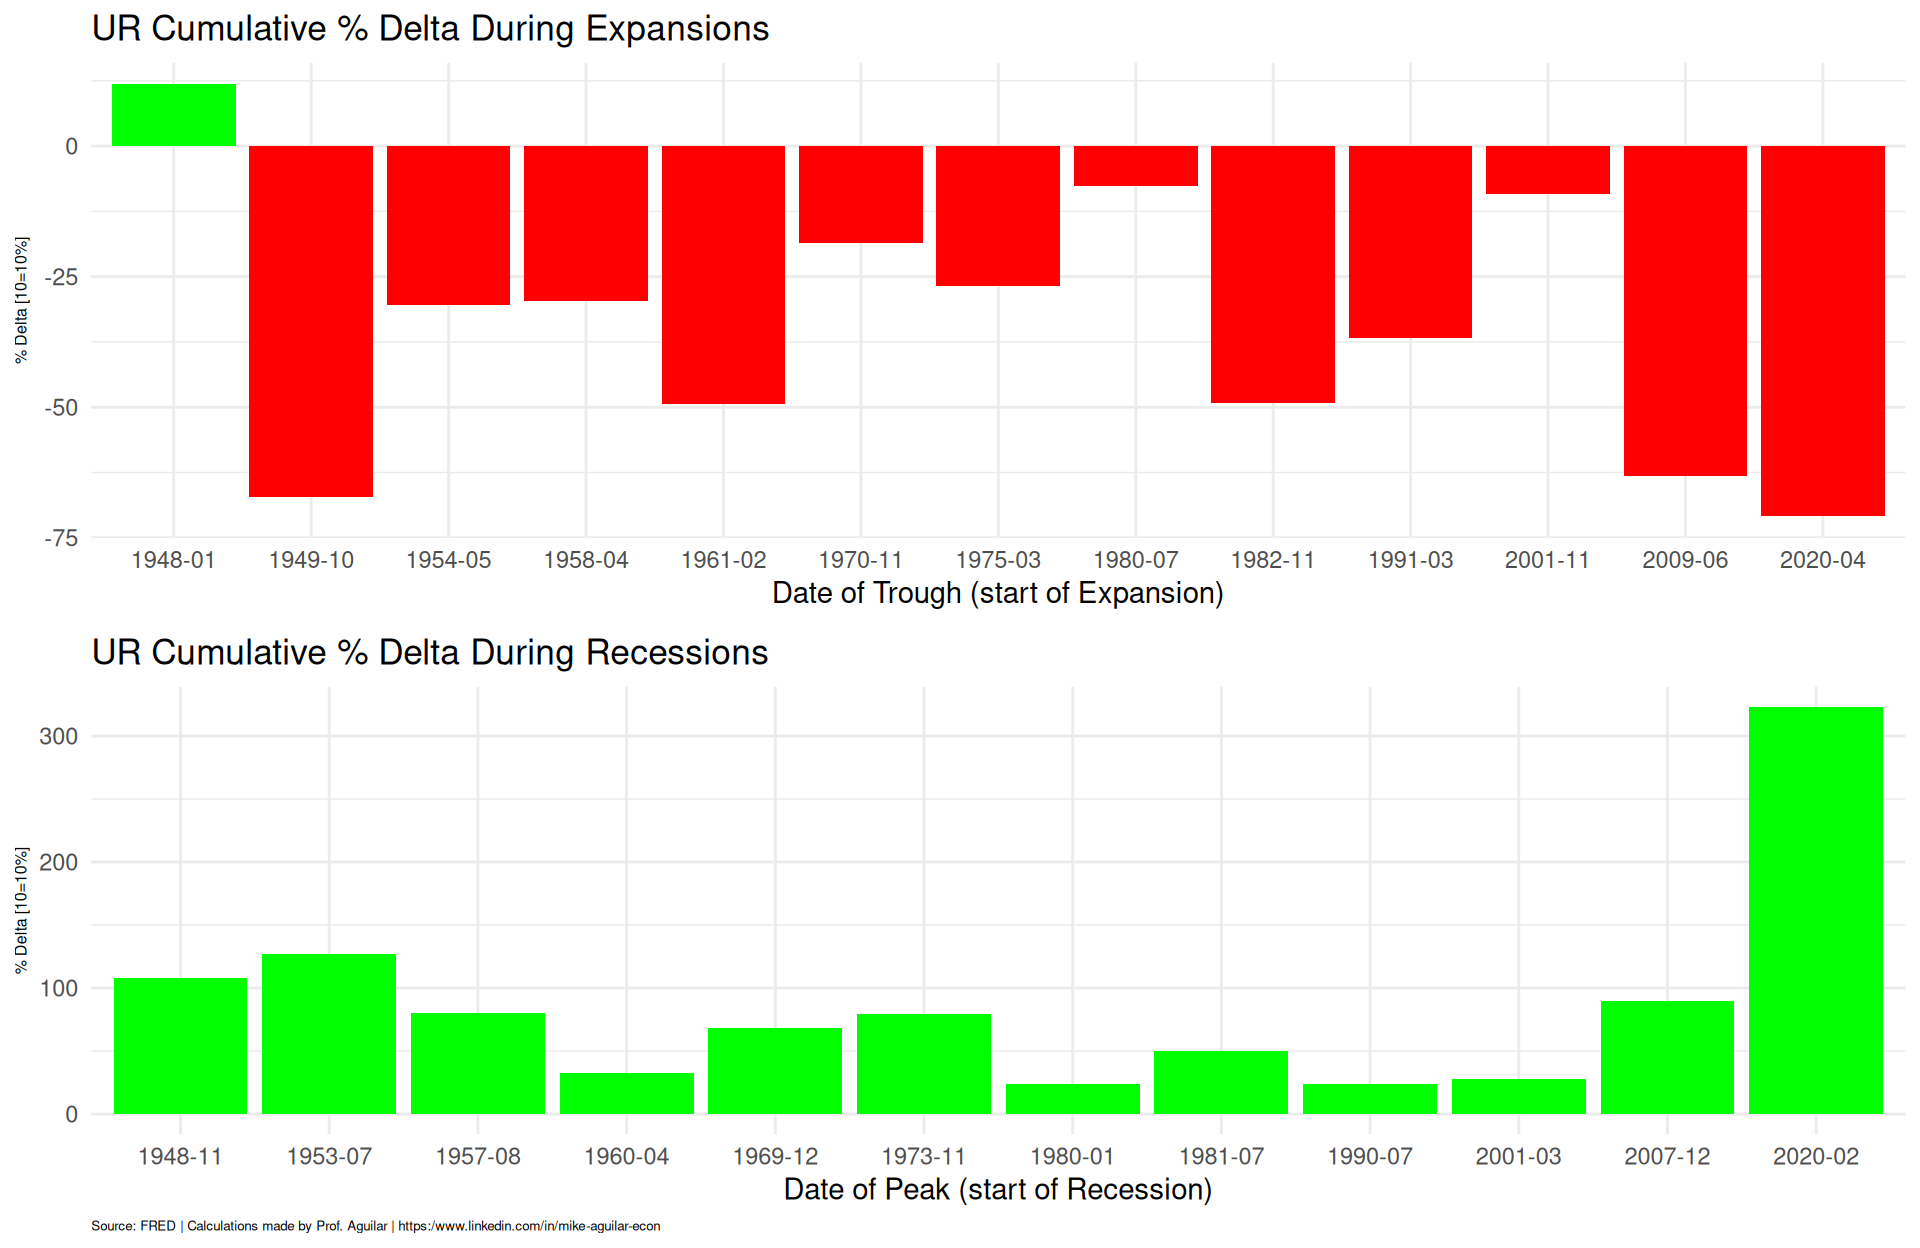 UR Cumulative % Delta During Expansions
% Delta [10=10%]
0
-25
-50
-75
1948-01 1949-10 1954-05 1958-04 1961-02 1970-11 1975-03 1980-07 1982-11 1991-03 2001-11 2009-06 2020-04
Date of Trough (start of Expansion)
UR Cumulative % Delta During Recessions
% Delta [10=10%]
300
200
100
0
1948-11 1953-07 1957-08 1960-04 1969-12 1973-11 1980-01 1981-07 1990-07 2001-03 2007-12 2020-02
Date of Peak (start of Recession)
Source: FRED | Calculations made by Prof. Aguilar | https:/www.linkedin.com/in/mike-aguilar-econ